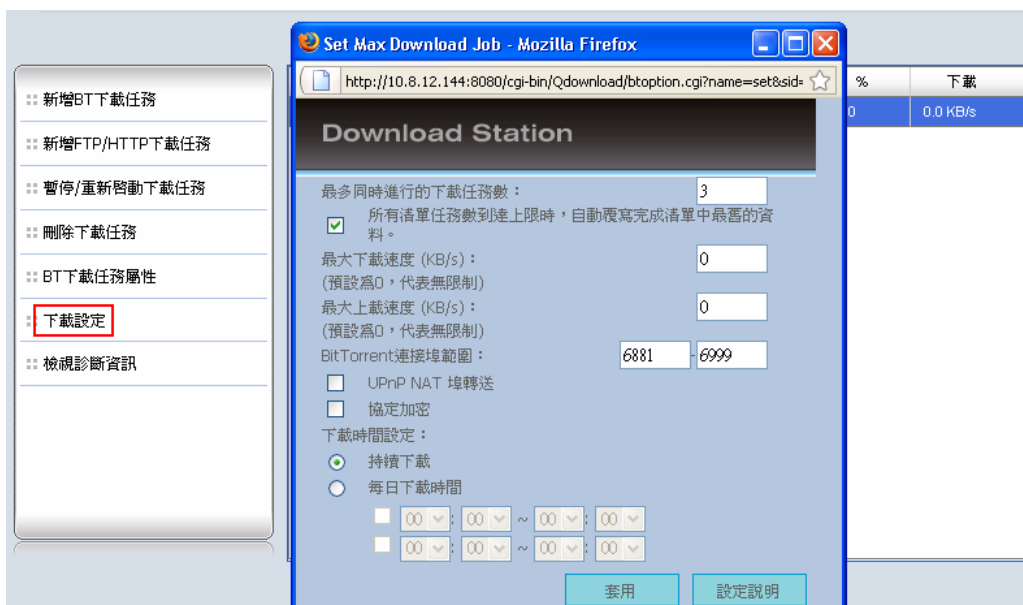 Set Max Download Job - Mozilla Firefox
http://10.8.12.144:8080/cgi-bin/Qdownload/btoption.cgi?name=set&sid=
新增BT下載任務
新增FTP/HTTP下載任務
暫停/重新啓動下載任務
刪除下載任務
BT下載任務屬性
下載設定
檢視診斷資訊
% 下載
0 0.0 KB/s
Download Station
最多同時進行的下載任務數： 3
所有清單任務數到達上限時，自動覆寫完成清單中最舊的資
料。
最大下載速度 (KB/s)： 0
(預設爲0，代表無限制)
最大上載速度 (KB/s)： 0
(預設爲0，代表無限制)
BitTorrent連接埠範圍： 6881 - 6999
UPnP NAT 埠轉送
協定加密
下載時間設定：
持續下載
每日下載時間
00 : 00 ~ 00 : 00
00 : 00 ~ 00 : 00
套用 設定說明